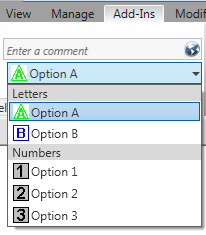 View Manage Add-Ins Modif
Enter a comment
A Option A
Letters
A Option A
B Option B
Numbers
1 Option 1
2 Option 2
3 Option 3